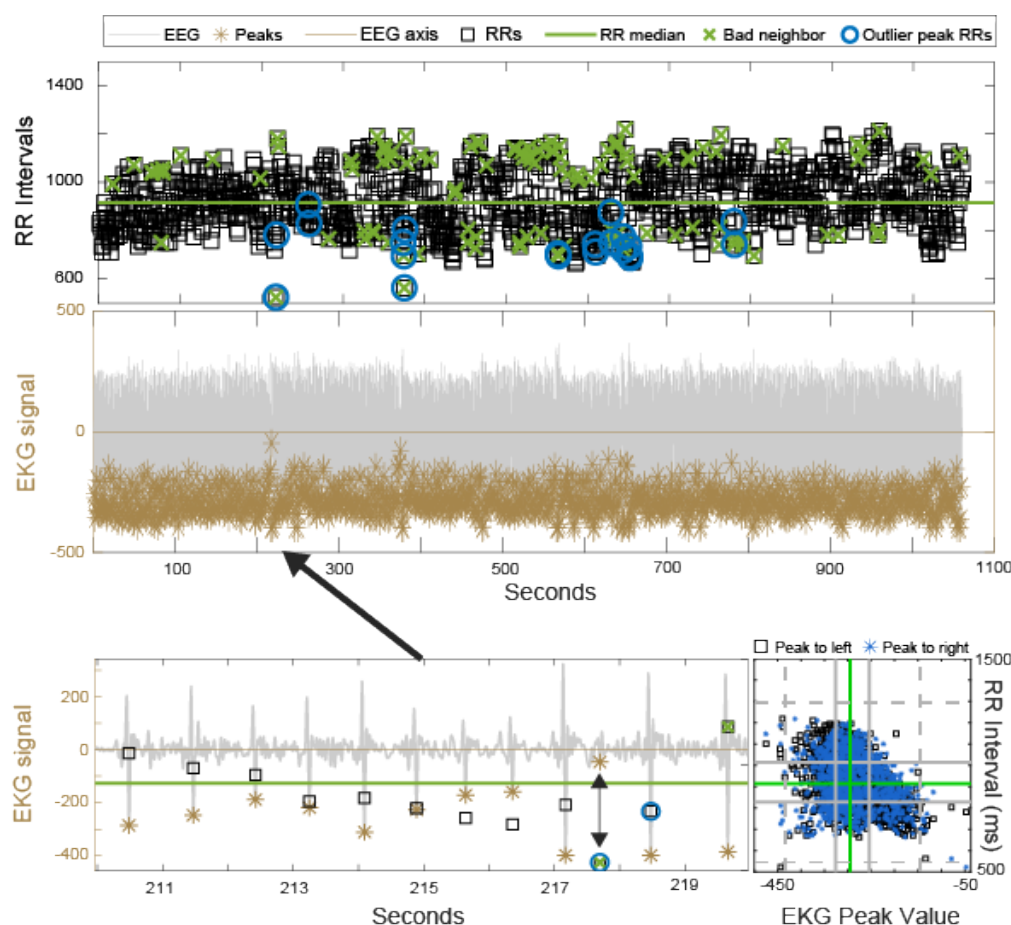 EEG Peaks EEG axis RRs RR median Bad neighbor Outlier peak RRs
1400
1000
600
RR Intervals
500
0
-500
EKG signal
100 300 500 700 900 1100
Seconds
200
0
-200
-400
EKG signal
211 213 215 217 219
Seconds
Peak to left Peak to right
1500
500
RR Interval (ms)
-450 -50
EKG Peak Value